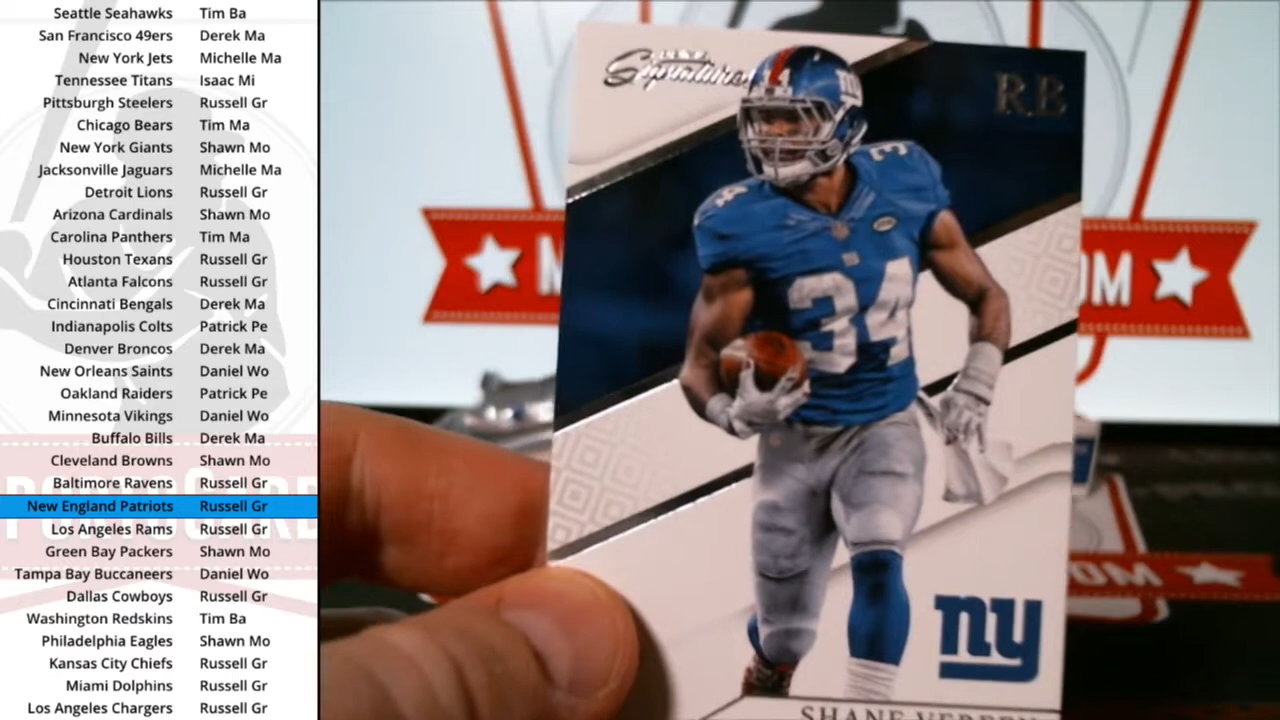 Seattle Seahawks Tim Ba
San Francisco 49ers Derek Ma
New York Jets Michelle Ma
Tennessee Titans Isaac Mi
Pittsburgh Steelers Russell Gr
Chicago Bears Tim Ma
New York Giants Shawn Mo
Jacksonville Jaguars Michelle Ma
Detroit Lions Russell Gr
Arizona Cardinals Shawn Mo
Carolina Panthers Tim Ma
Houston Texans Russell Gr
Atlanta Falcons Russell Gr
Cincinnati Bengals Derek Ma
Indianapolis Colts Patrick Pe
Denver Broncos Derek Ma
New Orleans Saints Daniel Wo
Oakland Raiders Patrick Pe
Minnesota Vikings Daniel Wo
Buffalo Bills Derek Ma
Cleveland Browns Shawn Mo
Baltimore Ravens Russell Gr
New England Patriots Russell Gr
Los Angeles Rams Russell Gr
Green Bay Packers Shawn Mo
Tampa Bay Buccaneers Daniel Wo
Dallas Cowboys Russell Gr
Washington Redskins Tim Ba
Philadelphia Eagles Shawn Mo
Kansas City Chiefs Russell Gr
Miami Dolphins Russell Gr
Los Angeles Chargers Russell Gr
Signatures
RB
34
34
ny
SHANE VEREEN
OM